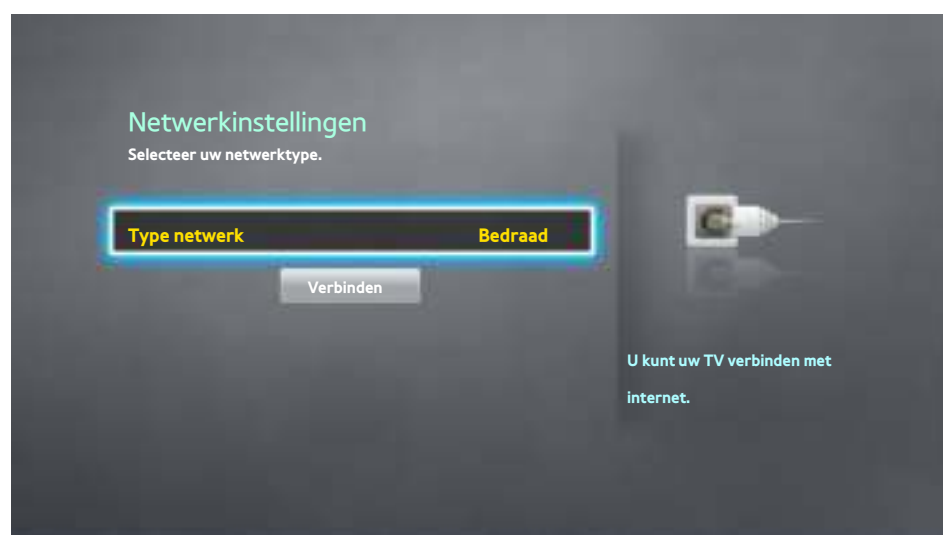 Netwerkinstellingen
Selecteer uw netwerktype.
Type netwerk Bedraad
Verbinden
U kunt uw TV verbinden met
internet.